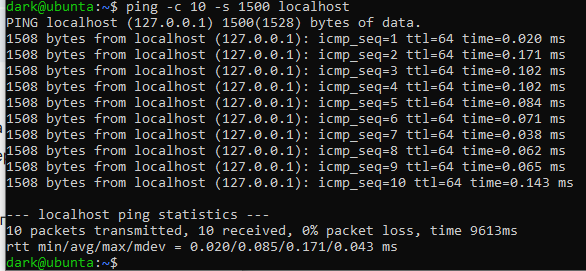 dark@ubunta:~$ ping -c 10 -s 1500 localhost
PING localhost (127.0.0.1) 1500(1528) bytes of data.
1508 bytes from localhost (127.0.0.1): icmp_seq=1 ttl=64 time=0.020 ms
1508 bytes from localhost (127.0.0.1): icmp_seq=2 ttl=64 time=0.171 ms
1508 bytes from localhost (127.0.0.1): icmp_seq=3 ttl=64 time=0.102 ms
1508 bytes from localhost (127.0.0.1): icmp_seq=4 ttl=64 time=0.102 ms
1508 bytes from localhost (127.0.0.1): icmp_seq=5 ttl=64 time=0.084 ms
1508 bytes from localhost (127.0.0.1): icmp_seq=6 ttl=64 time=0.071 ms
1508 bytes from localhost (127.0.0.1): icmp_seq=7 ttl=64 time=0.038 ms
1508 bytes from localhost (127.0.0.1): icmp_seq=8 ttl=64 time=0.062 ms
1508 bytes from localhost (127.0.0.1): icmp_seq=9 ttl=64 time=0.065 ms
1508 bytes from localhost (127.0.0.1): icmp_seq=10 ttl=64 time=0.143 ms
--- localhost ping statistics ---
10 packets transmitted, 10 received, 0% packet loss, time 9613ms
rtt min/avg/max/mdev = 0.020/0.085/0.171/0.043 ms
dark@ubunta:~$